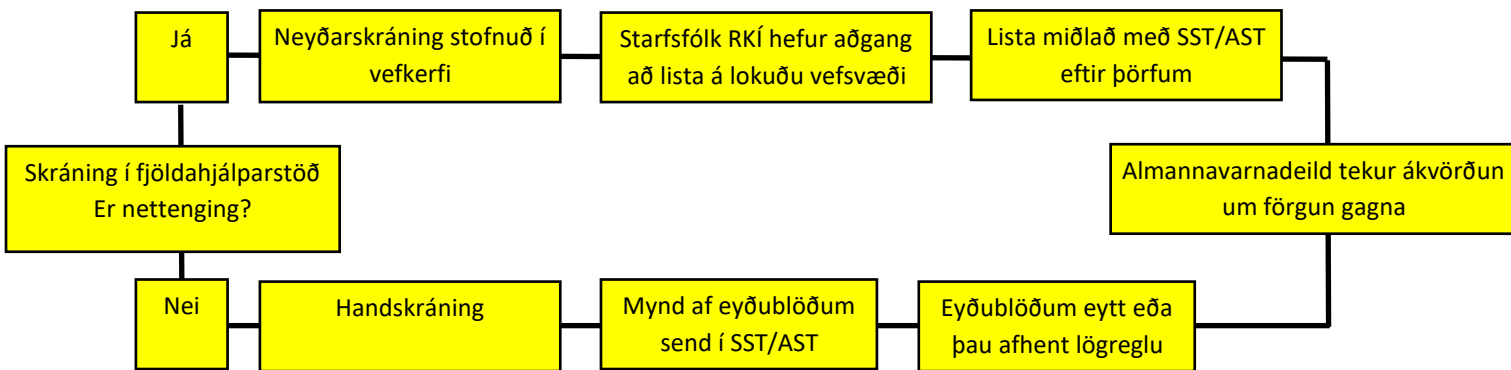 Já
Neyðarskráning stofnuð í
vefkerfi
Starfsfólk RKÍ hefur aðgang
að lista á lokuðu vefsvæði
Lista miðlað með SST/AST
eftir þörfum
Skráning í fjöldahjálparstöð
Er nettenging?
Almannavarnadeild tekur ákvörðun
um förgun gagna
Nei
Handskráning
Mynd af eyðublöðum
send í SST/AST
Eyðublöðum eytt eða
þau afhent lögreglu